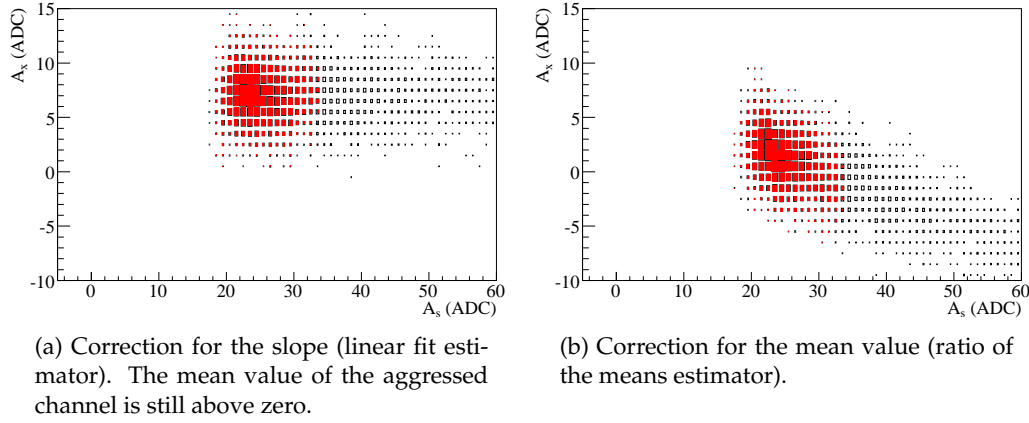 A_x (ADC)
15
10
5
0
-5
-10
0 10 20 30 40 50 60
A_s (ADC)
A_x (ADC)
15
10
5
0
-5
-10
0 10 20 30 40 50 60
A_s (ADC)
(a) Correction for the slope (linear fit esti-
mator). The mean value of the aggressed
channel is still above zero.
(b) Correction for the mean value (ratio of
the means estimator).